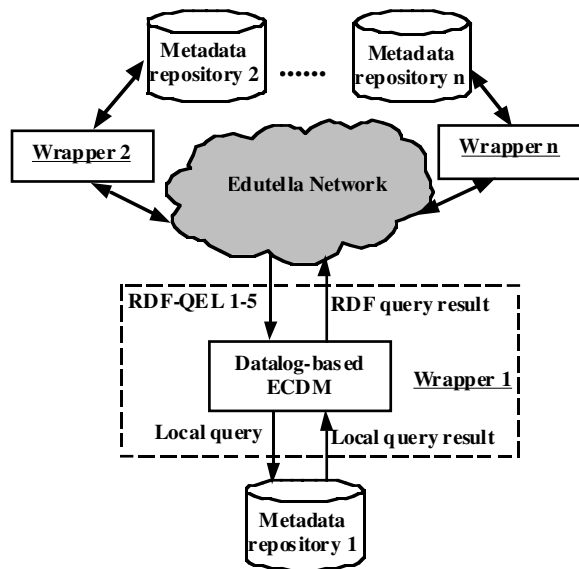 Metadata
repository 2
......
Metadata
repository n
Wrapper 2
Wrapper n
Edutella Network
RDF-QEL 1-5
RDF query result
Datalog-based
ECDM
Wrapper 1
Local query
Local query result
Metadata
repository 1